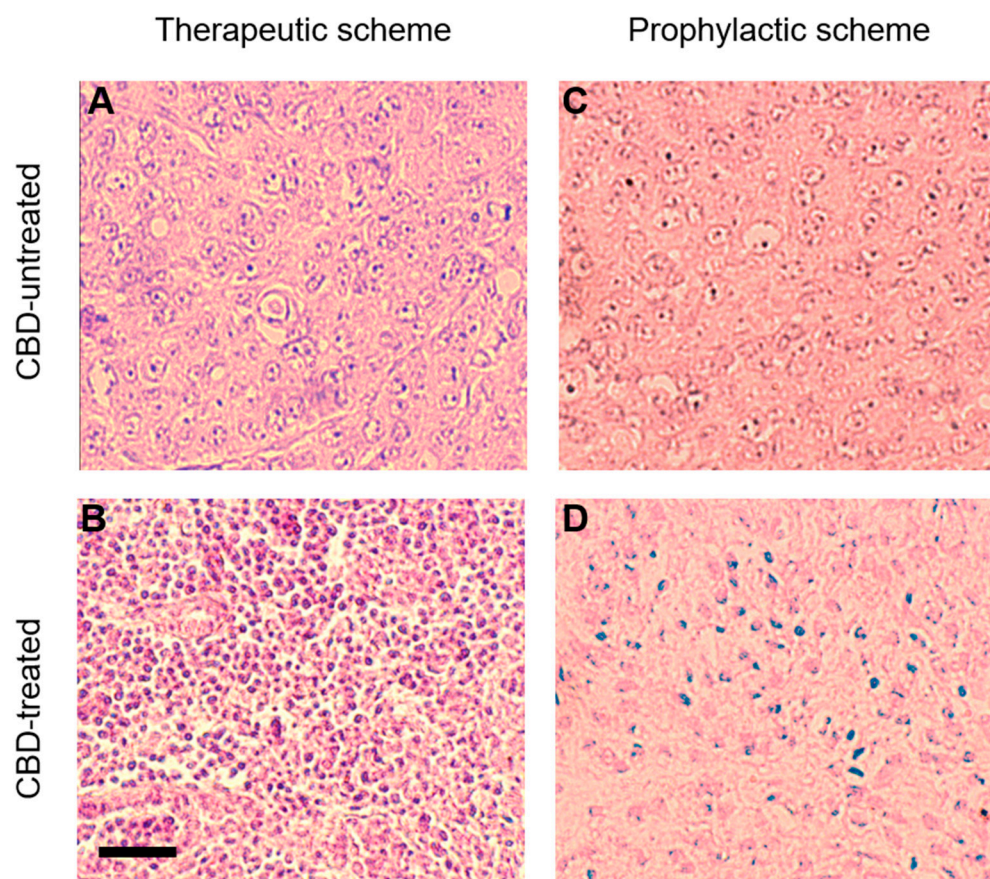 Therapeutic scheme
Prophylactic scheme
CBD-untreated
A
C
CBD-treated
B
D